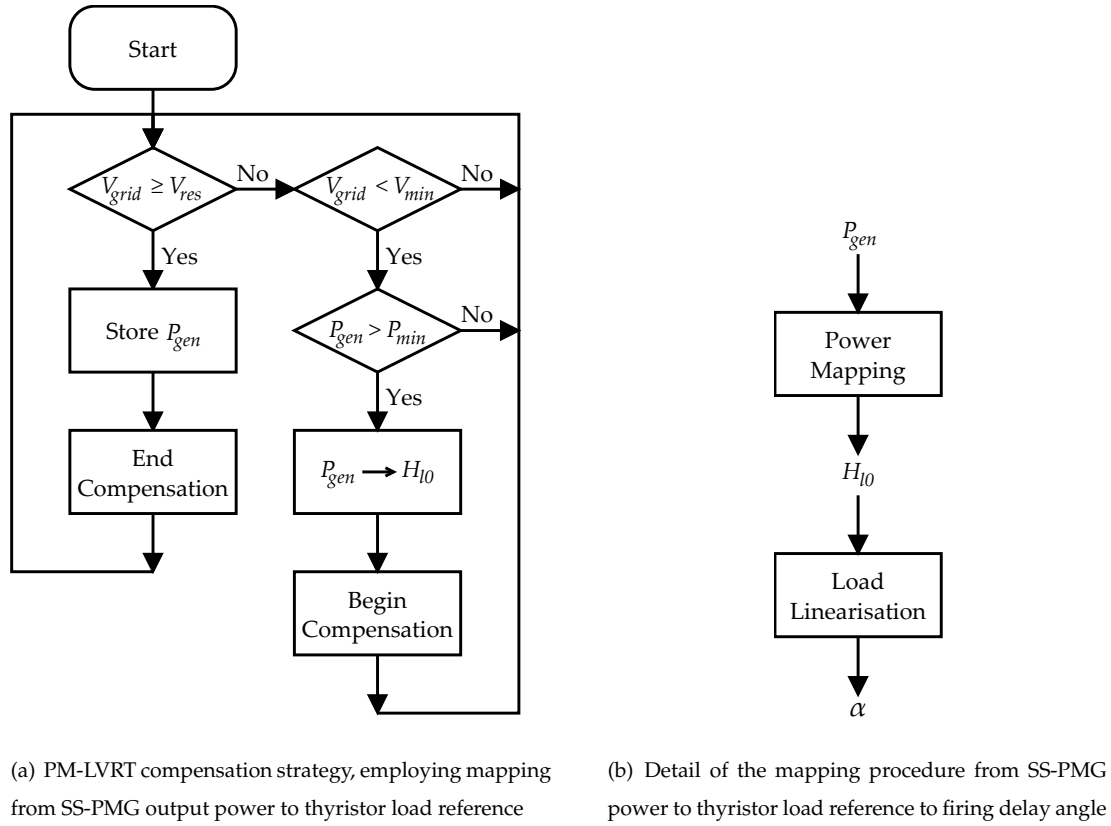 Start
V_grid ≥ V_res
No
V_grid < V_min
No
Yes
Yes
Store P_gen
P_gen > P_min
No
Yes
End
Compensation
P_gen → H_l0
Begin
Compensation
P_gen
Power
Mapping
H_l0
Load
Linearisation
α
(a) PM-LVRT compensation strategy, employing mapping
from SS-PMG output power to thyristor load reference
(b) Detail of the mapping procedure from SS-PMG
power to thyristor load reference to firing delay angle